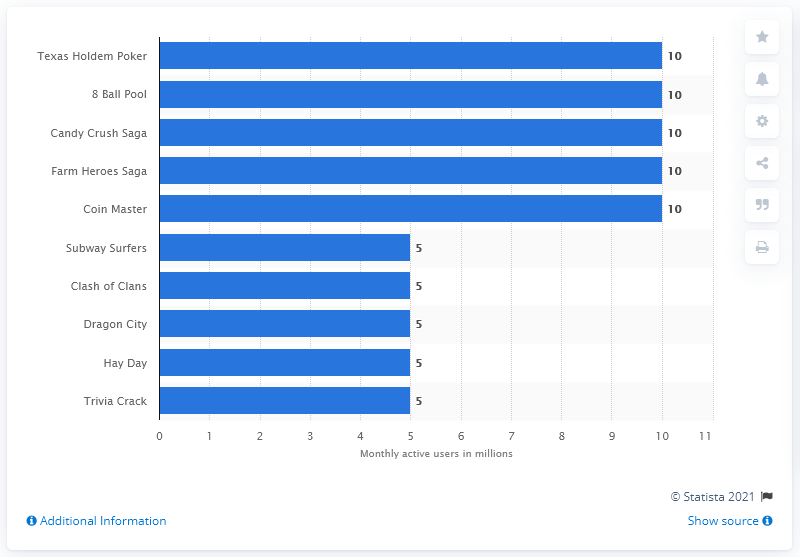 Texas Holdem Poker 10
8 Ball Pool 10
Candy Crush Saga 10
Farm Heroes Saga 10
Coin Master 10
Subway Surfers 5
Clash of Clans 5
Dragon City 5
Hay Day 5
Trivia Crack 5
0 1 2 3 4 5 6 7 8 9 10 11
Monthly active users in millions
© Statista 2021
Additional Information Show source